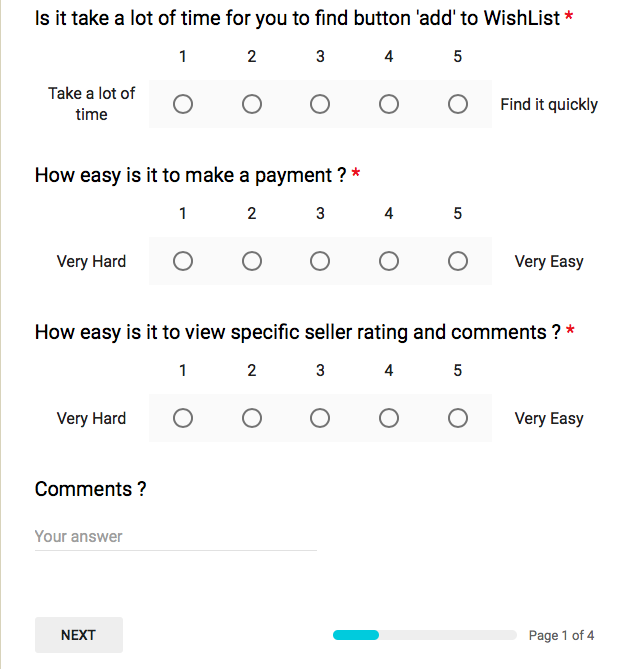 Is it take a lot of time for you to find button 'add' to WishList *
1 2 3 4 5
Take a lot of
time
Find it quickly
How easy is it to make a payment ? *
1 2 3 4 5
Very Hard
Very Easy
How easy is it to view specific seller rating and comments ? *
1 2 3 4 5
Very Hard
Very Easy
Comments ?
Your answer
NEXT
Page 1 of 4